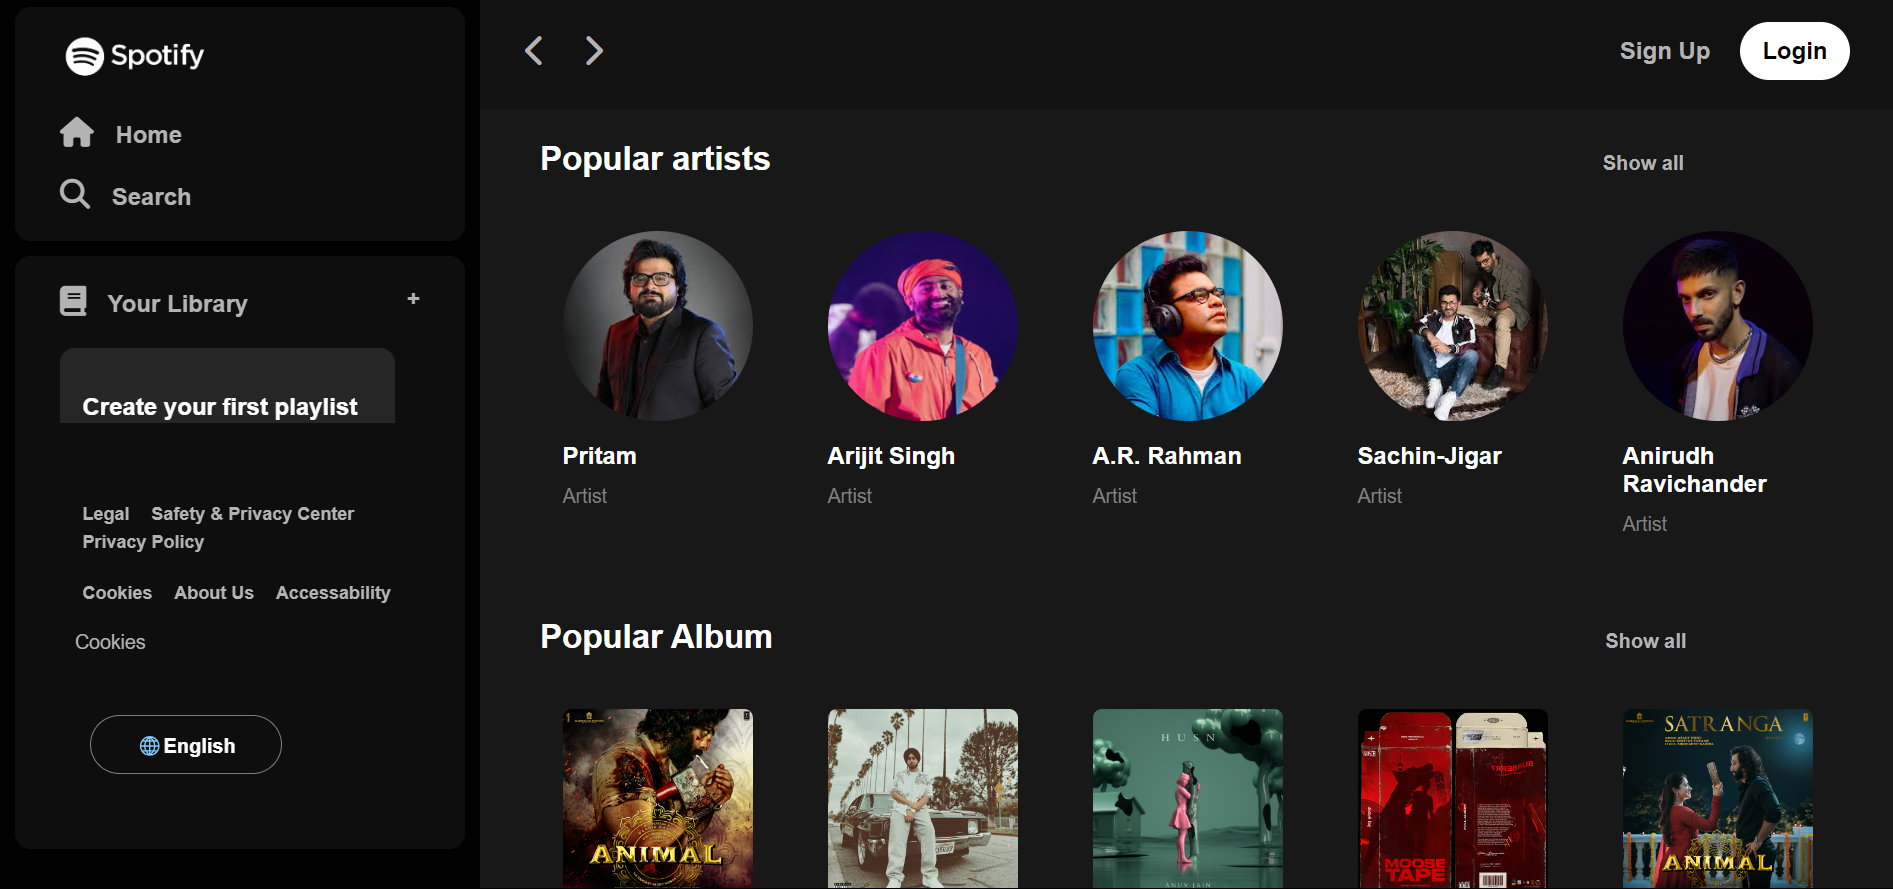 Spotify
Home
Search
Your Library
+
Create your first playlist
Legal Safety & Privacy Center
Privacy Policy
Cookies About Us Accessability
Cookies
English
Sign Up Login
Popular artists Show all
Pritam
Artist
Arijit Singh
Artist
A.R. Rahman
Artist
Sachin-Jigar
Artist
Anirudh
Ravichander
Artist
Popular Album Show all
ANIMAL
HUSN
ANUV JAIN
MOOSE
TAPE
SATRANGA
ANIMAL